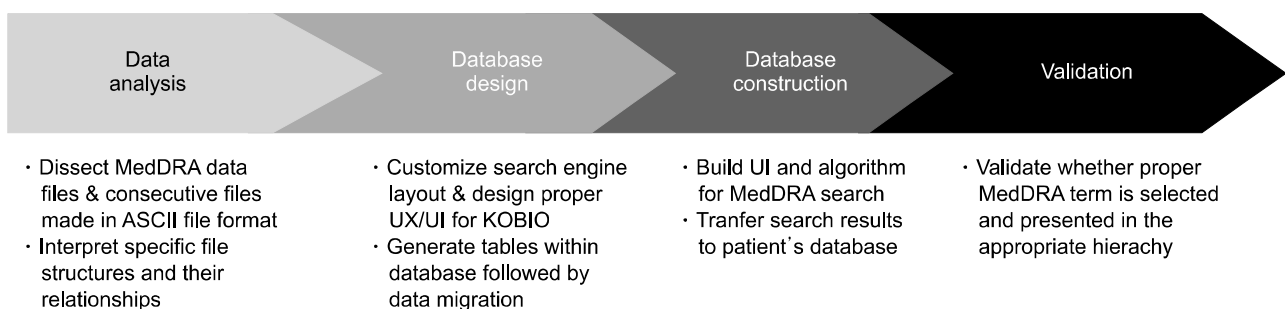 Data
analysis
Database
design
Database
construction
Validation
· Dissect MedDRA data
files & consecutive files
made in ASCII file format
· Interpret specific file
structures and their
relationships
· Customize search engine
layout & design proper
UX/UI for KOBIO
· Generate tables within
database followed by
data migration
· Build UI and algorithm
for MedDRA search
· Tranfer search results
to patient's database
· Validate whether proper
MedDRA term is selected
and presented in the
appropriate hierachy